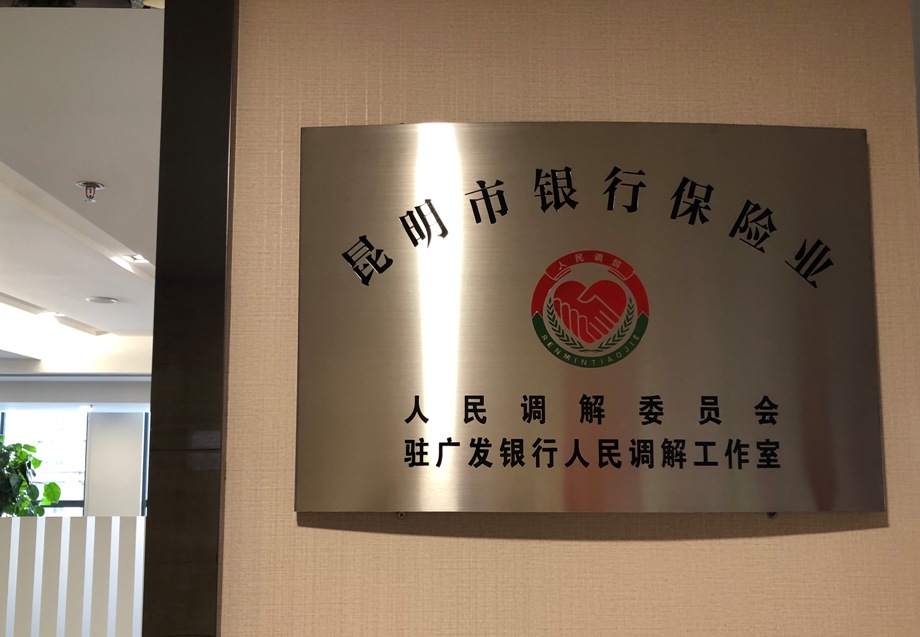 昆明市银行保险业
人民调解
RENMINTIAOJIE
人民调解委员会
驻广发银行人民调解工作室